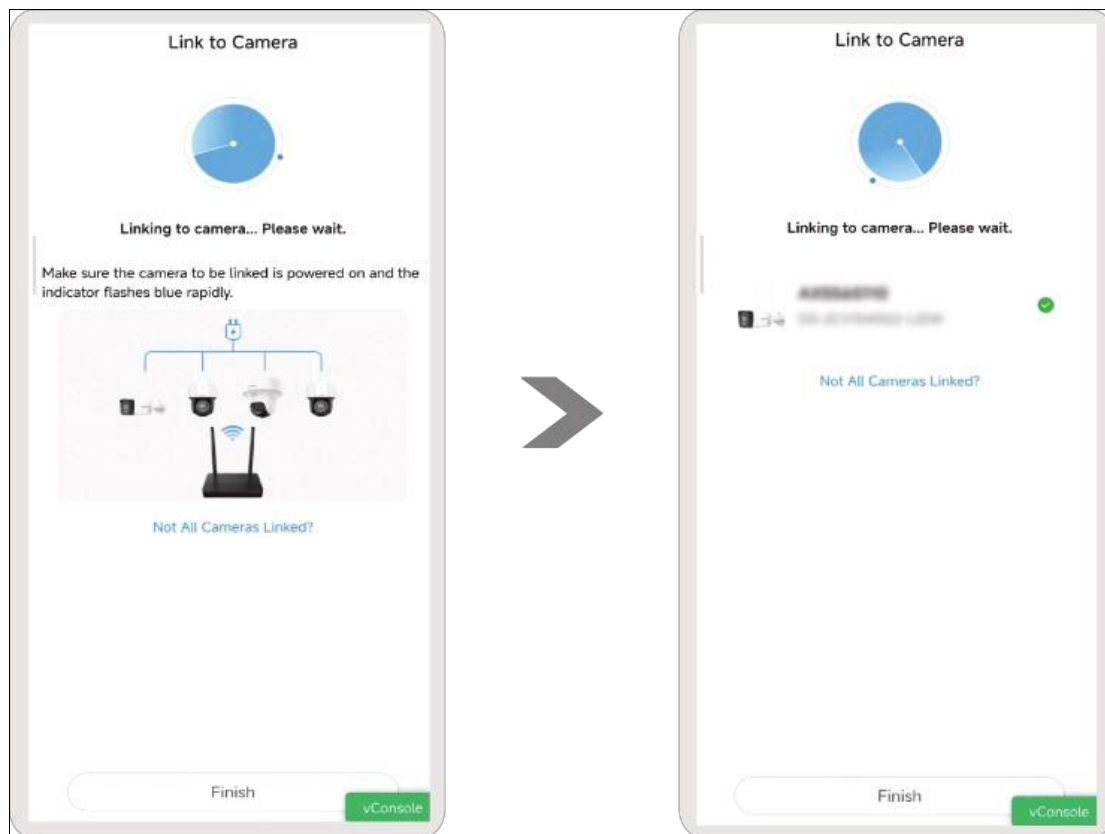 Link to Camera
Linking to camera... Please wait.
Make sure the camera to be linked is powered on and the
indicator flashes blue rapidly.
Not All Cameras Linked?
Finish
vConsole
Link to Camera
Linking to camera... Please wait.
Not All Cameras Linked?
Finish
vConsole